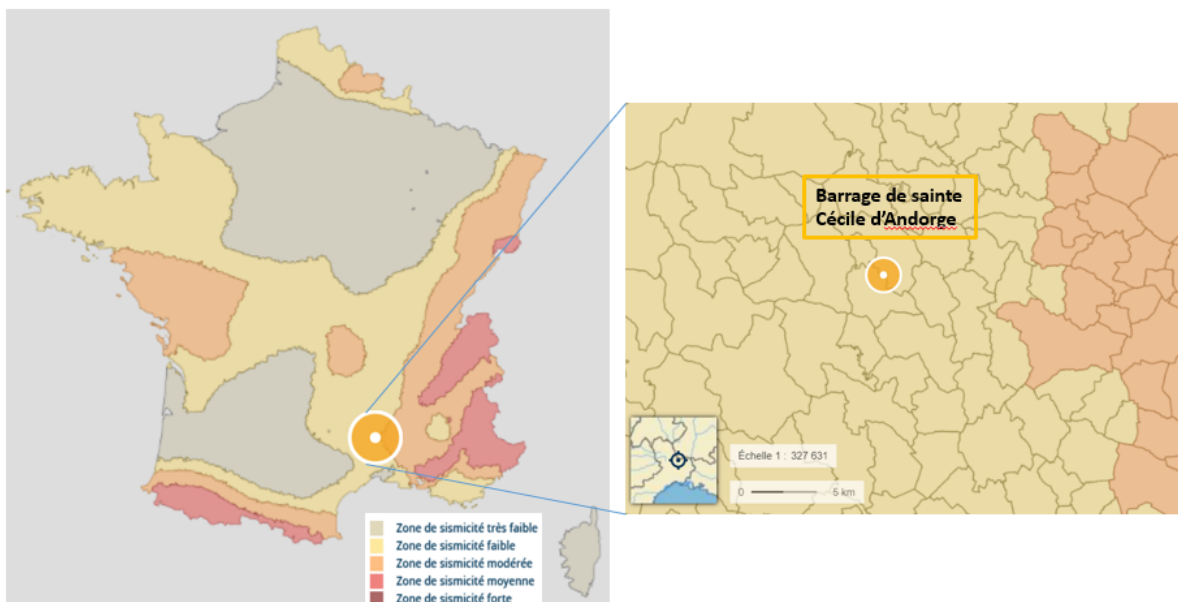 Barrage de sainte
Cécile d'Andorge
Échelle 1 : 327 631
0 5 km
Zone de sismicité très faible
Zone de sismicité faible
Zone de sismicité modérée
Zone de sismicité moyenne
Zone de sismicité forte